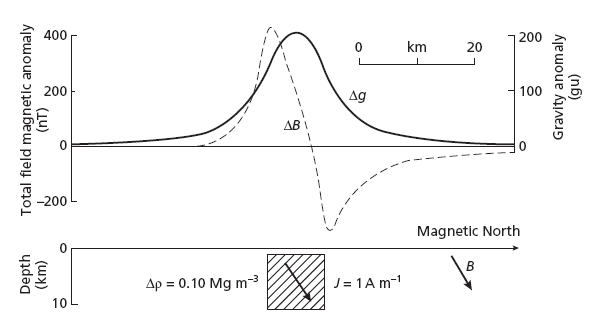 Total field magnetic anomaly
(nT)
400
200
0
–200
0
km
20
200
100
0
Gravity anomaly
(gu)
Δg
ΔB
Magnetic North
Depth
(km)
0
10
Δρ = 0.10 Mg m⁻³
J = 1 A m⁻¹
B